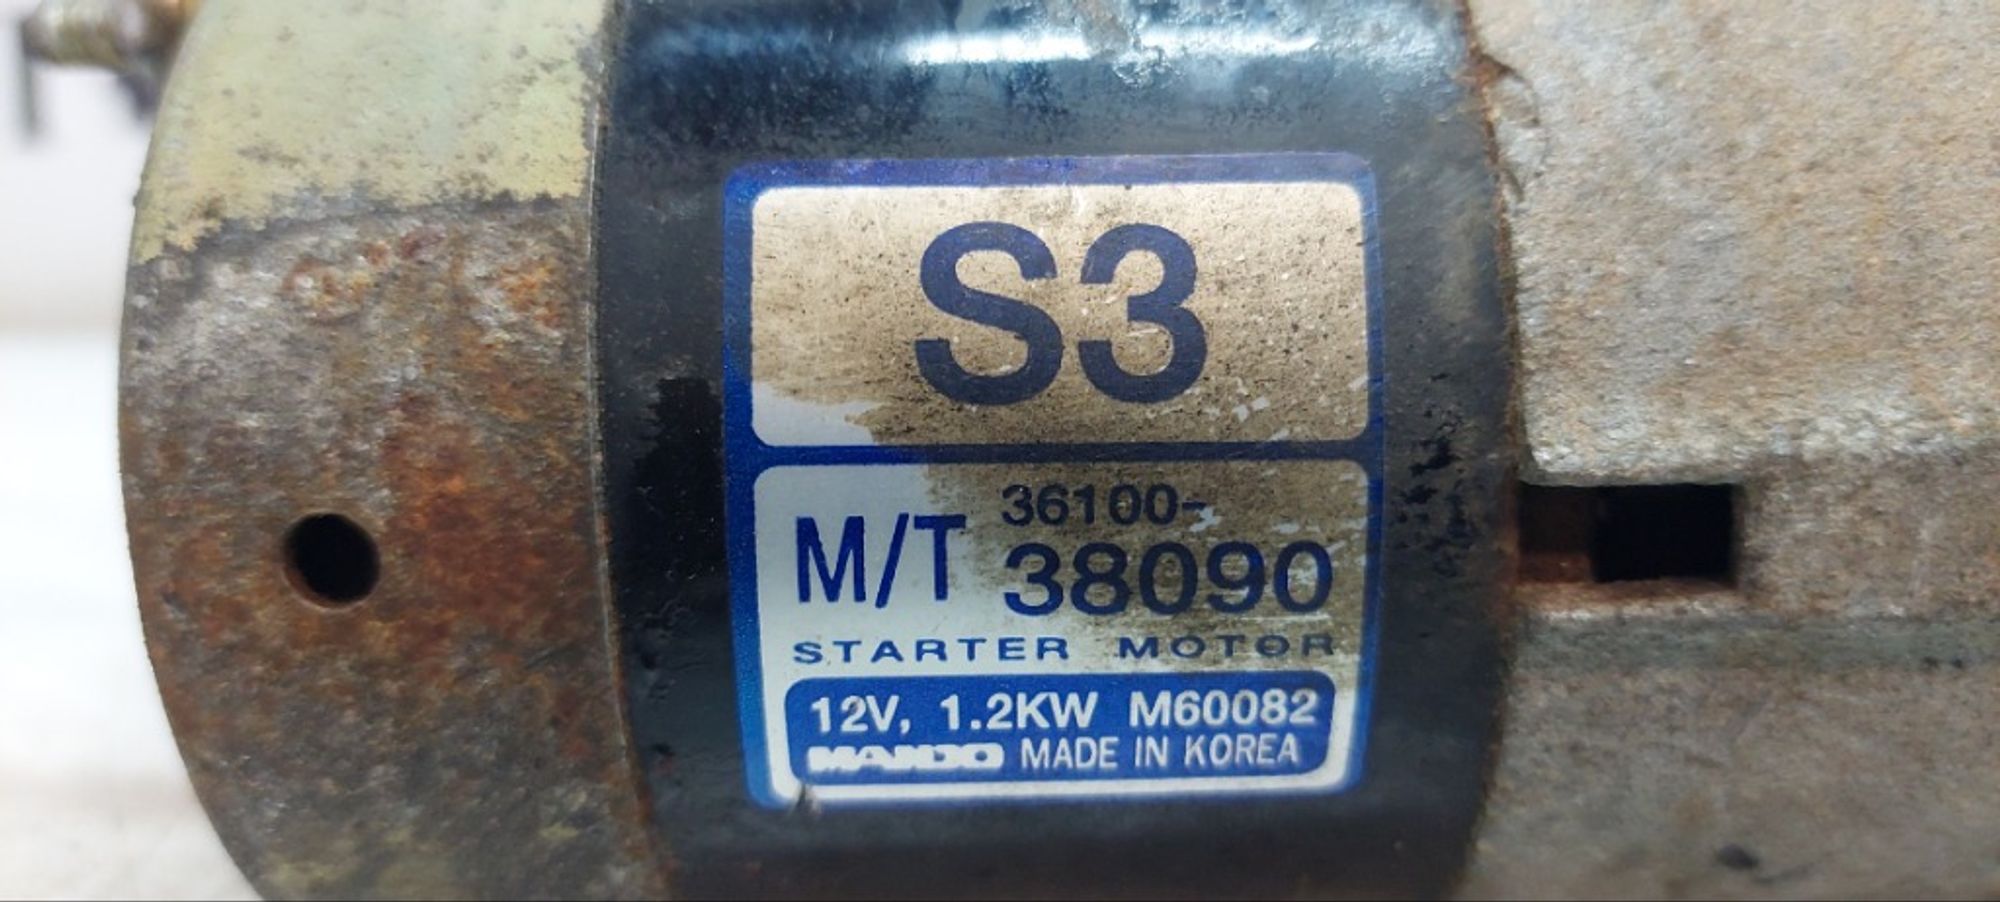 S3
M/T 36100-
38090
STARTER MOTOR
12V, 1.2KW M60082
MANDO MADE IN KOREA